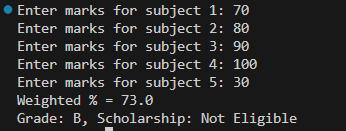 Enter marks for subject 1: 70
Enter marks for subject 2: 80
Enter marks for subject 3: 90
Enter marks for subject 4: 100
Enter marks for subject 5: 30
Weighted % = 73.0
Grade: B, Scholarship: Not Eligible